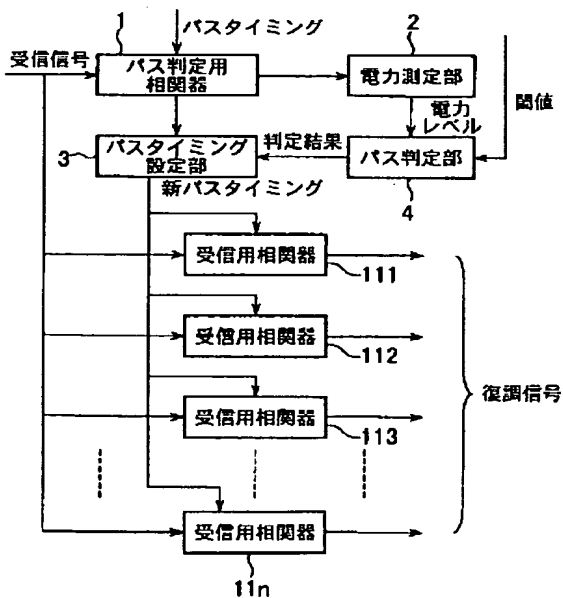 1
パスタイミング
2
受信信号
パス判定用
相関器
電力測定部
電力
レベル
閾値
3
パスタイミング
設定部
判定結果
パス判定部
4
新パスタイミング
受信用相関器
111
受信用相関器
112
受信用相関器
113
復調信号
受信用相関器
11n